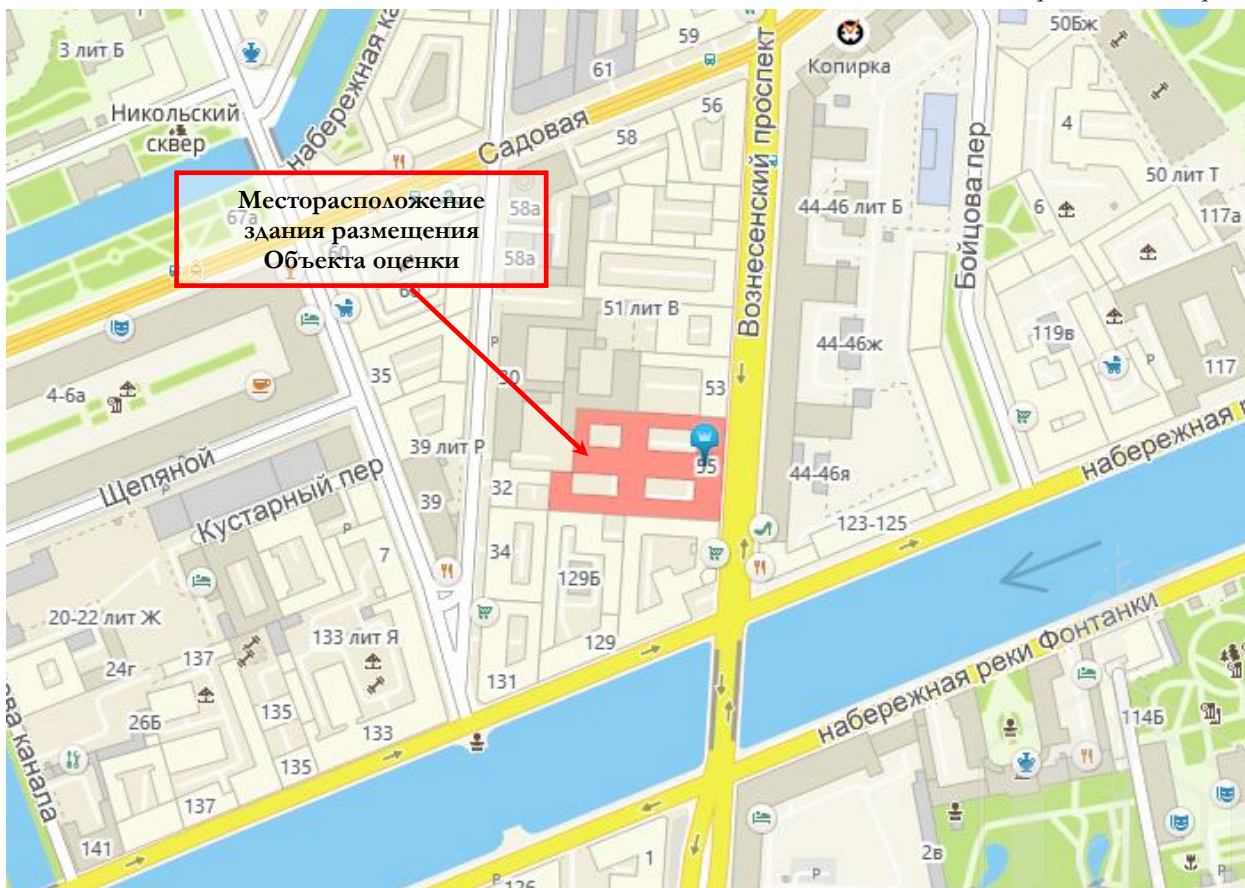 50Бж
59
3 лит Б
61
Копирка
Никольский
сквер
набережная ка
Садовая
58
56
Вознесенский проспект
4
50 лит Т
Бойцова пер
44-46 лит Б
6
117а
Месторасположение
здания размещения
Объекта оценки
67а
60
58а
58а
51 лит В
44-46ж
119в
117
P
P
35
30
53
4-6а
39 лит Р
55
набережная р
Щепяной
Кустарный пер
32
44-46я
39
123-125
P
7
34
129Б
20-22 лит Ж
133 лит Я
129
набережная реки Фонтанки
24г
137
131
26Б
135
133
114Б
ова канала
135
137
141
1
2в
P
126
P
P